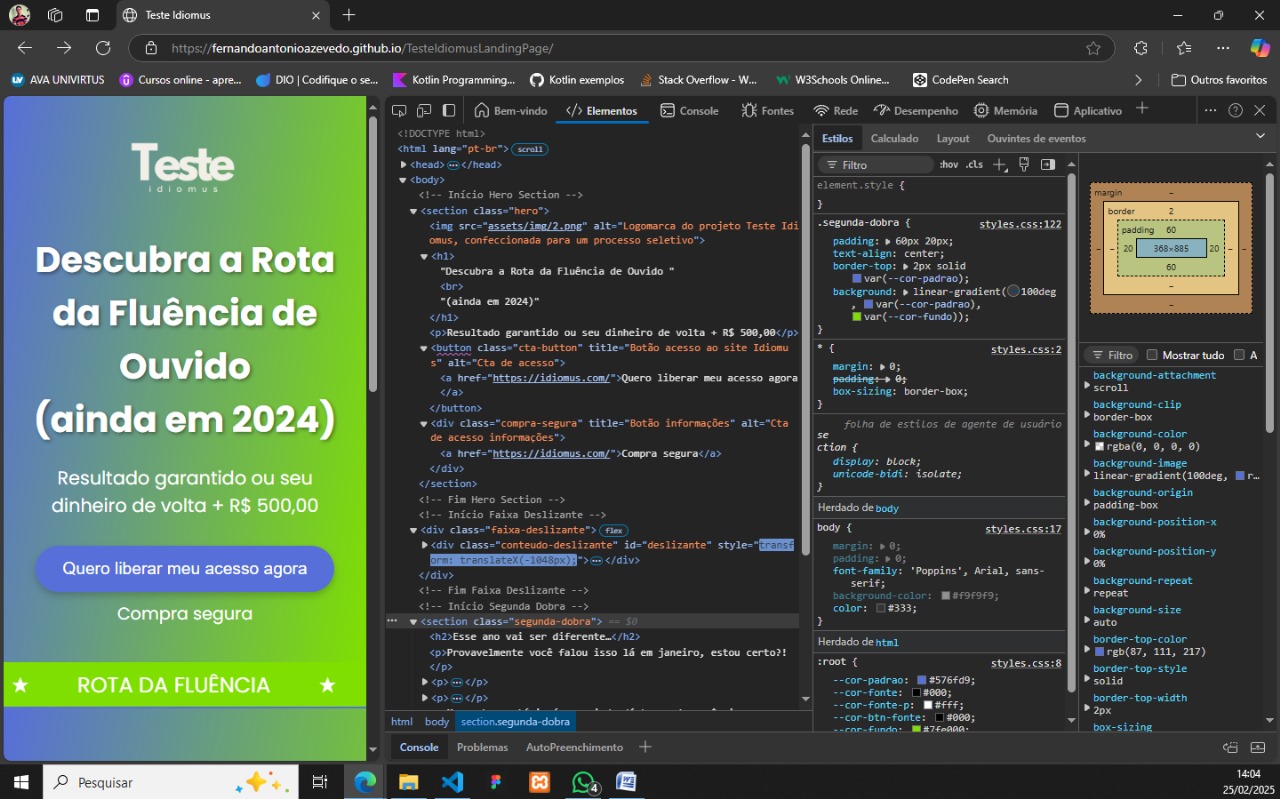 Teste Idiomus
https://fernandoantonioazevedo.github.io/TesteIdiomusLandingPage/
AVA UNIVIRTUS
Cursos online - apre...
DIO | Codifique o se...
Kotlin Programming...
Kotlin exemplos
Stack Overflow - W...
W3Schools Online...
CodePen Search
Outros favoritos
Teste
idiomus
Descubra a Rota
da Fluência de
Ouvido
(ainda em 2024)
Resultado garantido ou seu
dinheiro de volta + R$ 500,00
Quero liberar meu acesso agora
Compra segura
★ ROTA DA FLUÊNCIA ★
Bem-vindo
</> Elementos
Console
Fontes
Rede
Desempenho
Memória
Aplicativo
<!DOCTYPE html>
<html lang="pt-br"> scroll
<head> ... </head>
<body>
<!-- Início Hero Section -->
<section class="hero">
<img src="assets/img/2.png" alt="Logomarca do projeto Teste Idi
omus, confeccionada para um processo seletivo">
<h1>
"Descubra a Rota da Fluência de Ouvido "
<br>
"(ainda em 2024)"
</h1>
<p>Resultado garantido ou seu dinheiro de volta + R$ 500,00</p>
<button class="cta-button" title="Botão acesso ao site Idiomu
s" alt="Cta de acesso">
<a href="https://idiomus.com/">Quero liberar meu acesso agora
</a>
</button>
<div class="compra-segura" title="Botão informações" alt="Cta
de acesso informações">
<a href="https://idiomus.com/">Compra segura</a>
</div>
</section>
<!-- Fim Hero Section -->
<!-- Início Faixa Deslizante -->
<div class="faixa-deslizante"> flex
<div class="conteudo-deslizante" id="deslizante" style="transf
orm: translateX(-1048px);"> ... </div>
</div>
<!-- Fim Faixa Deslizante -->
<!-- Início Segunda Dobra -->
<section class="segunda-dobra"> == $0
<h2>Esse ano vai ser diferente…</h2>
<p>Provavelmente você falou isso lá em janeiro, estou certo?!
</p>
<p> ... </p>
<p> ... </p>
html body section.segunda-dobra
Console
Problemas
AutoPreenchimento
Estilos
Calculado
Layout
Ouvintes de eventos
Filtro
:hov .cls
element.style {
}
.segunda-dobra { styles.css:122
padding: 60px 20px;
text-align: center;
border-top: 2px solid
var(--cor-padrao);
background: linear-gradient( 100deg
, var(--cor-padrao),
var(--cor-fundo));
}
* { styles.css:2
margin: 0;
padding: 0;
box-sizing: border-box;
}
folha de estilos de agente de usuário
se
ction {
display: block;
unicode-bidi: isolate;
}
Herdado de body
body { styles.css:17
margin: 0;
padding: 0;
font-family: 'Poppins', Arial, sans-
serif;
background-color: #f9f9f9;
color: #333;
}
Herdado de html
:root { styles.css:8
--cor-padrao: #576fd9;
--cor-fonte: #000;
--cor-fonte-p: #fff;
--cor-btn-fonte: #000;
--cor-fundo: #7fe000;
margin -
border 2
padding 60
- - 20 368×885 20 - -
60
-
-
Filtro
Mostrar tudo
A
background-attachment
scroll
background-clip
border-box
background-color
rgba(0, 0, 0, 0)
background-image
linear-gradient(100deg, r…
background-origin
padding-box
background-position-x
0%
background-position-y
0%
background-repeat
repeat
background-size
auto
border-top-color
rgb(87, 111, 217)
border-top-style
solid
border-top-width
2px
box-sizing
Pesquisar
4
14:04
25/02/2025